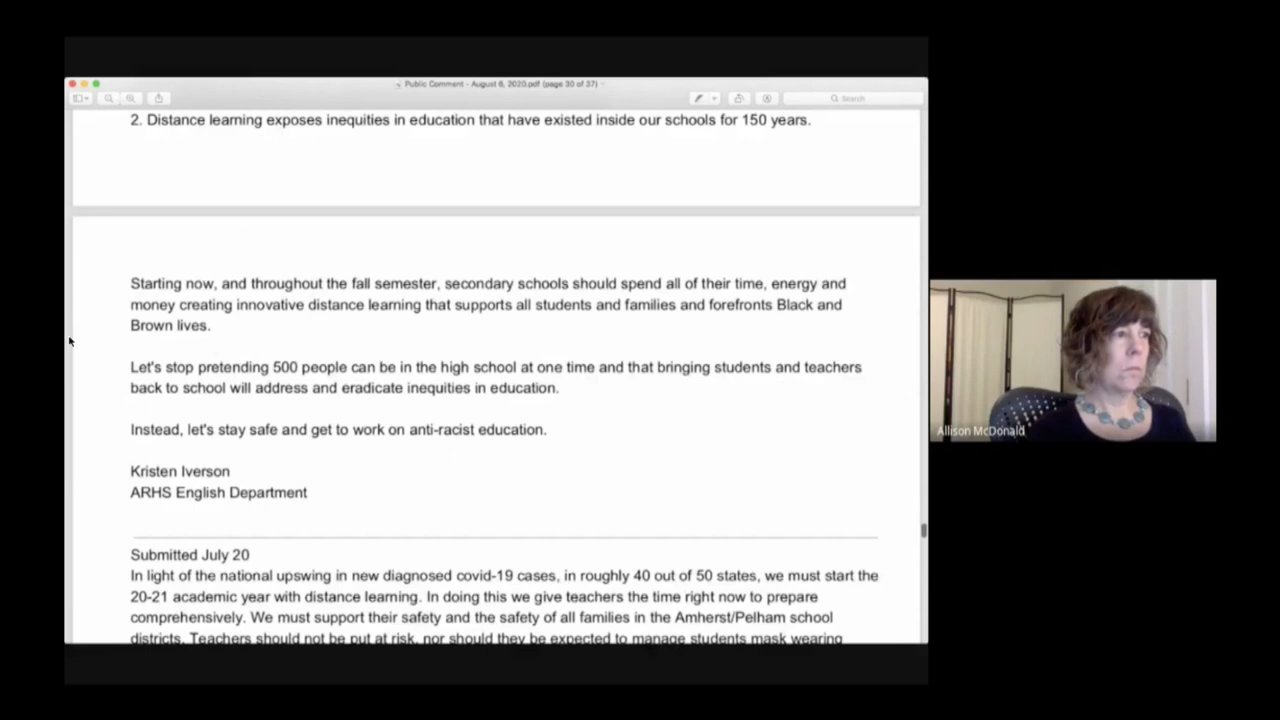 Public Comment - August 6, 2020.pdf (page 30 of 37)
Search
2. Distance learning exposes inequities in education that have existed inside our schools for 150 years.
Starting now, and throughout the fall semester, secondary schools should spend all of their time, energy and
money creating innovative distance learning that supports all students and families and forefronts Black and
Brown lives.
Let's stop pretending 500 people can be in the high school at one time and that bringing students and teachers
back to school will address and eradicate inequities in education.
Instead, let's stay safe and get to work on anti-racist education.
Kristen Iverson
ARHS English Department
Submitted July 20
In light of the national upswing in new diagnosed covid-19 cases, in roughly 40 out of 50 states, we must start the
20-21 academic year with distance learning. In doing this we give teachers the time right now to prepare
comprehensively. We must support their safety and the safety of all families in the Amherst/Pelham school
districts. Teachers should not be put at risk, nor should they be expected to manage students mask wearing
Allison McDonald